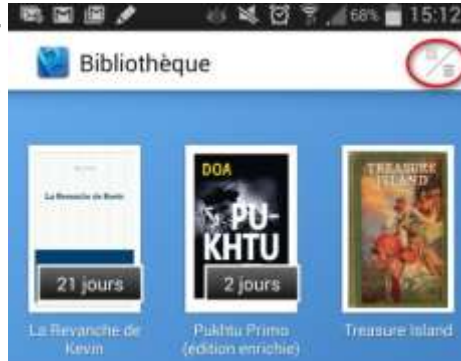 68% 15:12
Bibliothèque
La Revanche de Kevin
DOA
PU-
KHTU
TREASURE
ISLAND
21 jours
2 jours
La Revanche de
Kevin
Pukhtu Primo
(édition enrichie)
Treasure Island